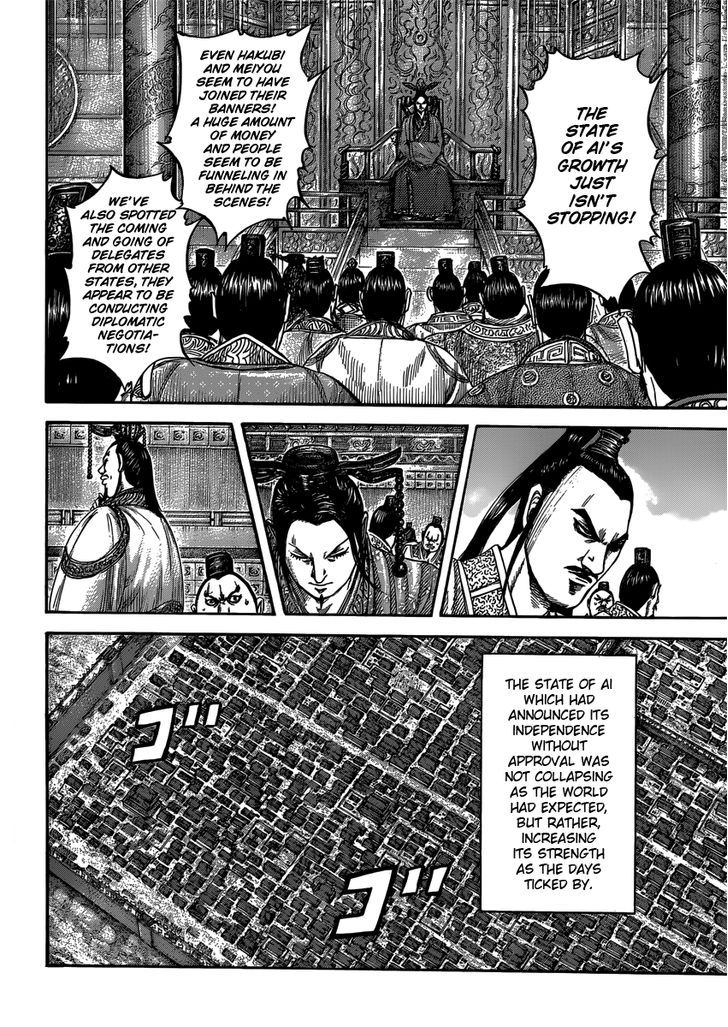 THE
STATE
OF AI'S
GROWTH
JUST
ISN'T
STOPPING!
EVEN HAKUBI
AND MEIYOU
SEEM TO HAVE
JOINED THEIR
BANNERS!
A HUGE AMOUNT
OF MONEY
AND PEOPLE
SEEM TO BE
FUNNELING IN
BEHIND THE
SCENES!
WE'VE
ALSO SPOTTED
THE COMING
AND GOING OF
DELEGATES
FROM OTHER
STATES, THEY
APPEAR TO BE
CONDUCTING
DIPLOMATIC
NEGOTIA-
TIONS!
THE STATE OF AI
WHICH HAD
ANNOUNCED ITS
INDEPENDENCE
WITHOUT
APPROVAL WAS
NOT COLLAPSING
AS THE WORLD
HAD EXPECTED,
BUT RATHER,
INCREASING
ITS STRENGTH
AS THE DAYS
TICKED BY.
ゴ
ゴ